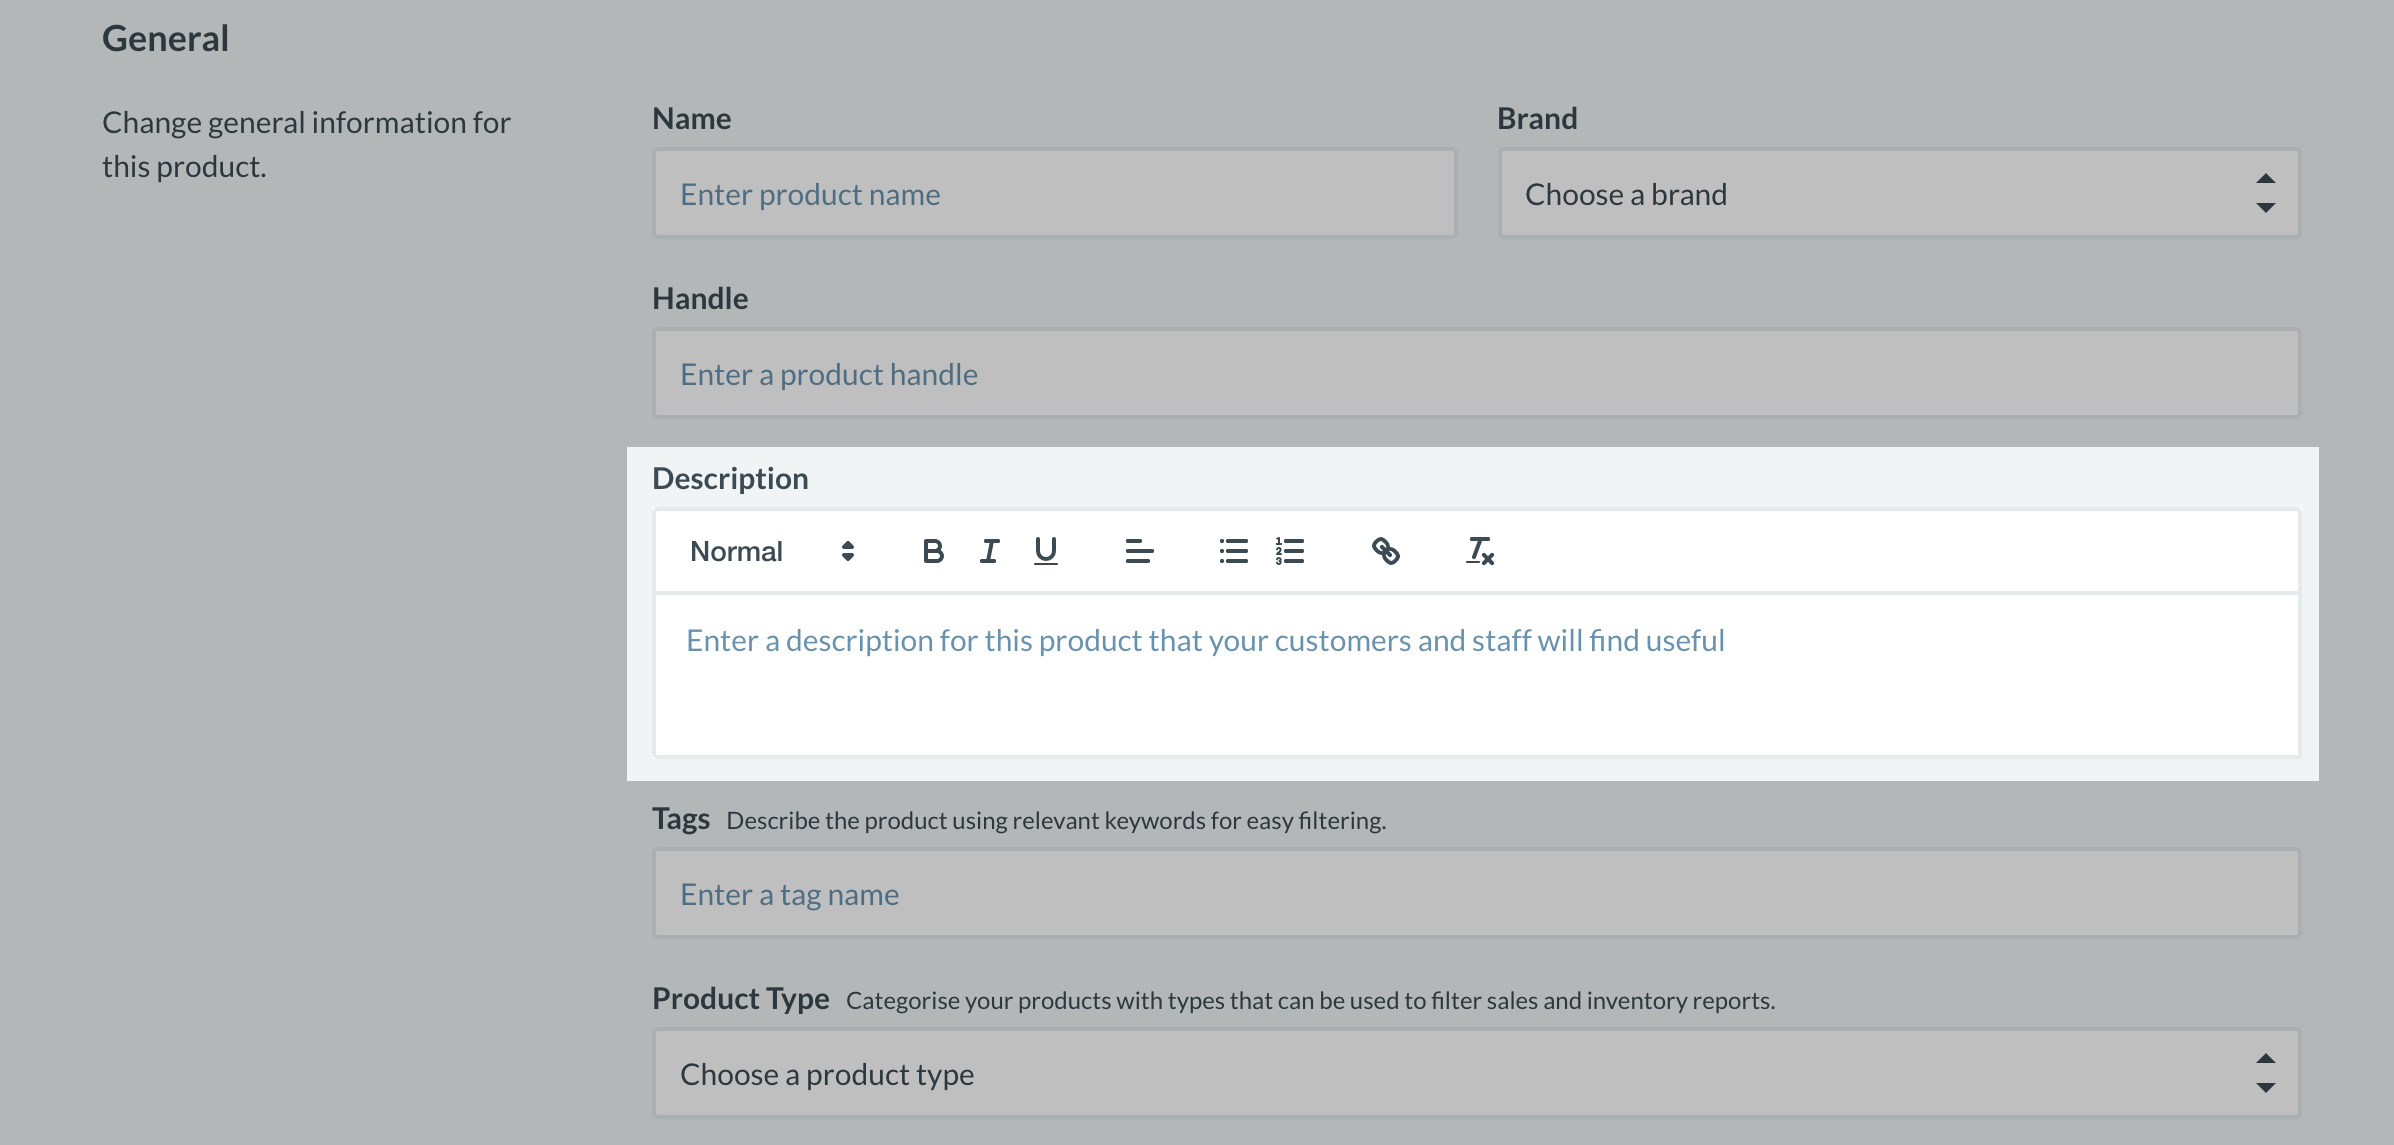 General
Change general information for
this product.
Name
Brand
Enter product name
Choose a brand
Handle
Enter a product handle
Description
Normal
Enter a description for this product that your customers and staff will find useful
Tags Describe the product using relevant keywords for easy filtering.
Enter a tag name
Product Type Categorise your products with types that can be used to filter sales and inventory reports.
Choose a product type